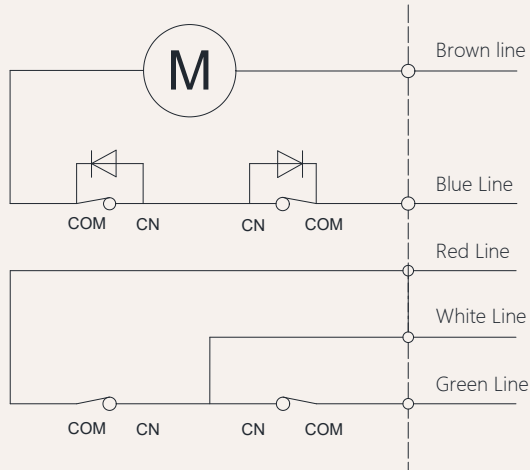 Brown line
M
Blue Line
COM CN CN COM
Red Line
White Line
Green Line
COM CN CN COM